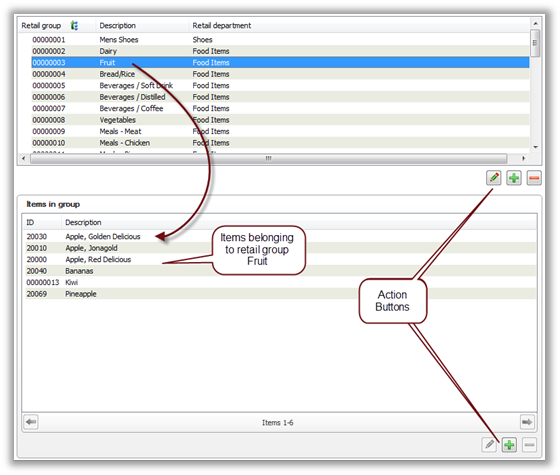 Retail group Description Retail department
00000001 Mens Shoes Shoes
00000002 Dairy Food Items
00000003 Fruit Food Items
00000004 Bread/Rice Food Items
00000005 Beverages / Soft Drink Food Items
00000006 Beverages / Distilled Food Items
00000007 Beverages / Coffee Food Items
00000008 Vegetables Food Items
00000009 Meals - Meat Food Items
00000010 Meals - Chicken Food Items
Items in group
ID Description
20030 Apple, Golden Delicious
20010 Apple, Jonagold
20000 Apple, Red Delicious
20040 Bananas
00000013 Kiwi
20069 Pineapple
Items belonging
to retail group
Fruit
Action
Buttons
Items 1-6